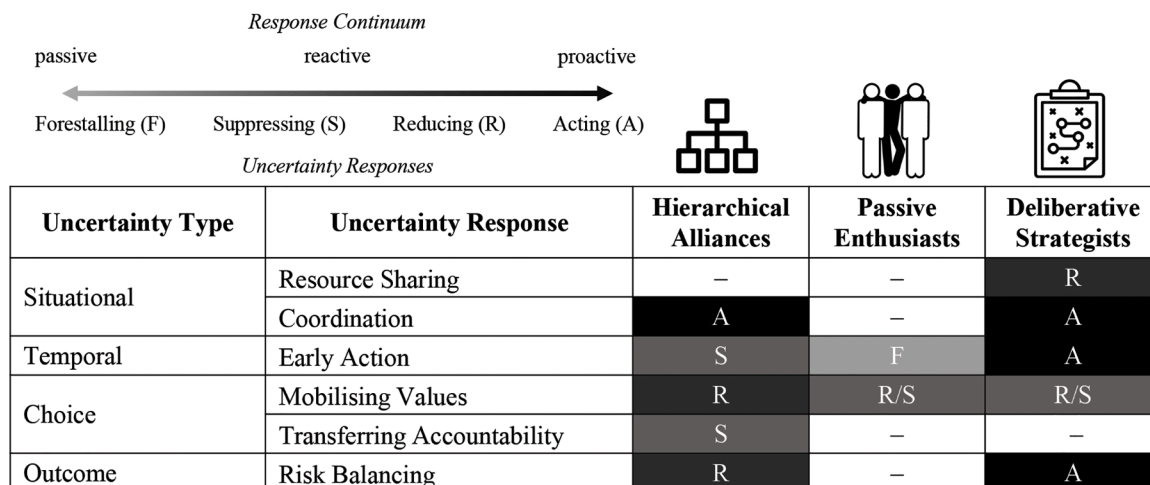 Response Continuum
passive reactive proactive
Forestalling (F) Suppressing (S) Reducing (R) Acting (A)
Uncertainty Responses
Uncertainty Type Uncertainty Response Hierarchical Alliances Passive Enthusiasts Deliberative Strategists
Situational Resource Sharing – – R
Coordination A – A
Temporal Early Action S F A
Choice Mobilising Values R R/S R/S
Transferring Accountability S – –
Outcome Risk Balancing R – A